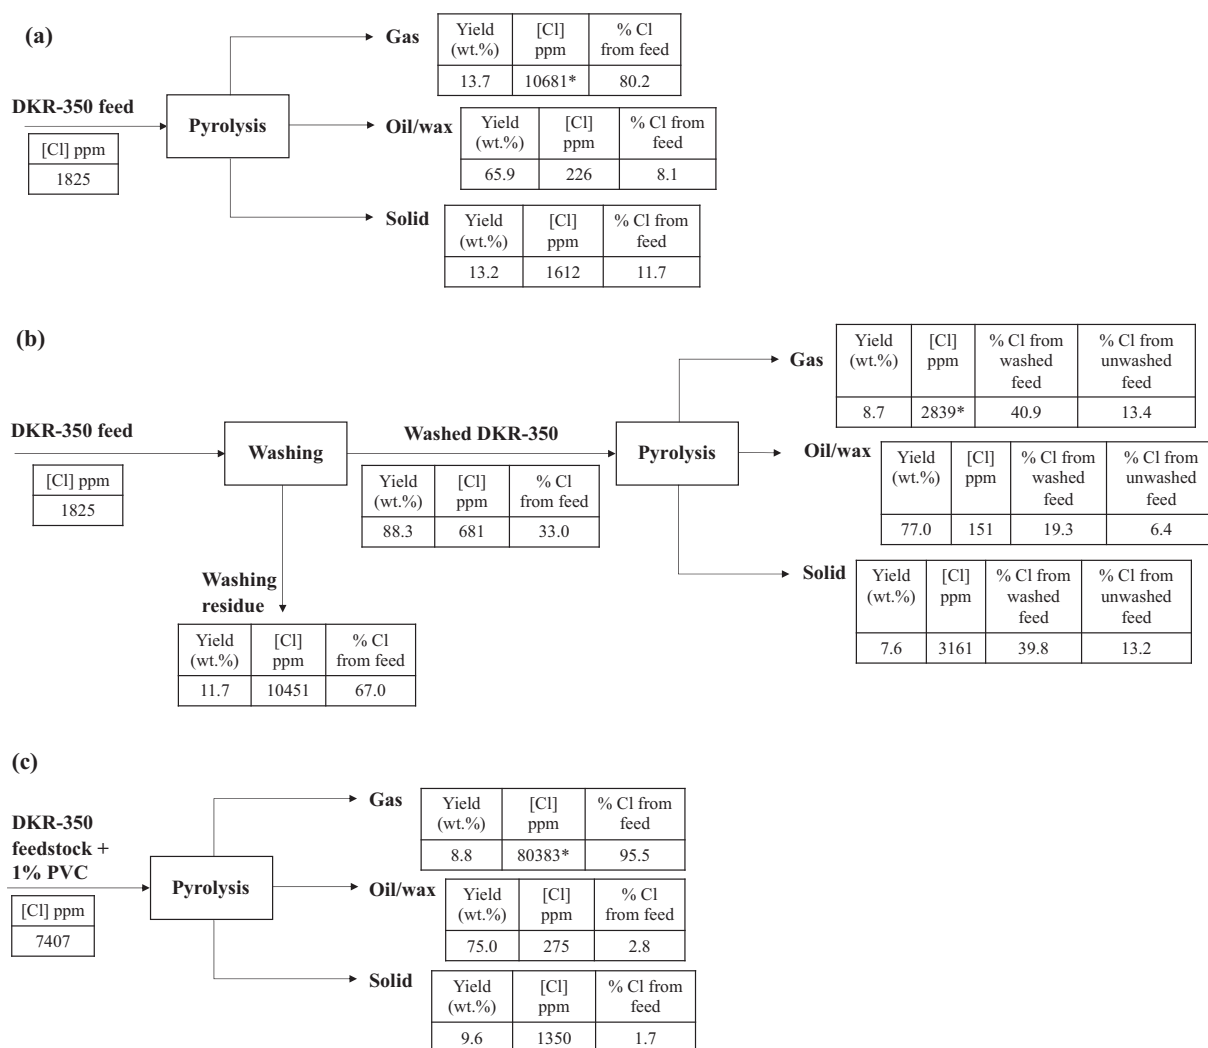 (a)
DKR-350 feed
[Cl] ppm
1825
Pyrolysis
Gas
Yield (wt.%) [Cl] ppm % Cl from feed
13.7 10681* 80.2
Oil/wax
Yield (wt.%) [Cl] ppm % Cl from feed
65.9 226 8.1
Solid
Yield (wt.%) [Cl] ppm % Cl from feed
13.2 1612 11.7
(b)
DKR-350 feed
[Cl] ppm
1825
Washing
Washing
residue
Yield (wt.%) [Cl] ppm % Cl from feed
11.7 10451 67.0
Washed DKR-350
Yield (wt.%) [Cl] ppm % Cl from feed
88.3 681 33.0
Pyrolysis
Gas
Yield (wt.%) [Cl] ppm % Cl from washed feed % Cl from unwashed feed
8.7 2839* 40.9 13.4
Oil/wax
Yield (wt.%) [Cl] ppm % Cl from washed feed % Cl from unwashed feed
77.0 151 19.3 6.4
Solid
Yield (wt.%) [Cl] ppm % Cl from washed feed % Cl from unwashed feed
7.6 3161 39.8 13.2
(c)
DKR-350
feedstock +
1% PVC
[Cl] ppm
7407
Pyrolysis
Gas
Yield (wt.%) [Cl] ppm % Cl from feed
8.8 80383* 95.5
Oil/wax
Yield (wt.%) [Cl] ppm % Cl from feed
75.0 275 2.8
Solid
Yield (wt.%) [Cl] ppm % Cl from feed
9.6 1350 1.7